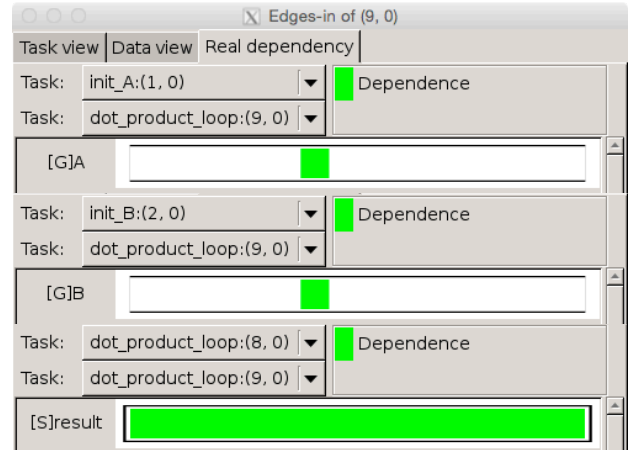 Edges-in of (9, 0)
Task view Data view Real dependency
Task: init_A:(1, 0) Dependence
Task: dot_product_loop:(9, 0)
[G]A
Task: init_B:(2, 0) Dependence
Task: dot_product_loop:(9, 0)
[G]B
Task: dot_product_loop:(8, 0) Dependence
Task: dot_product_loop:(9, 0)
[S]result